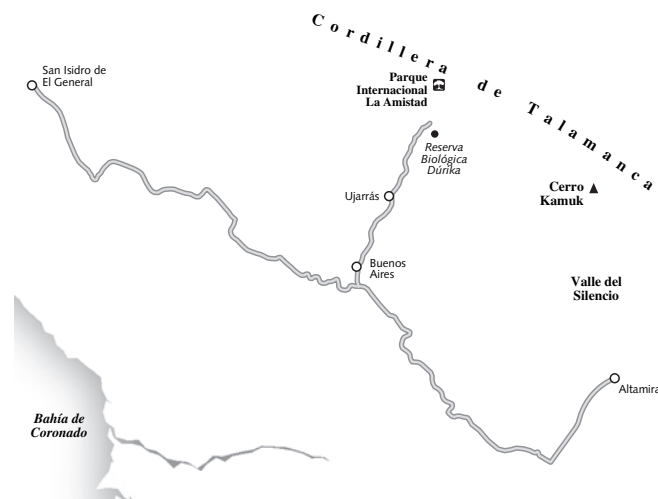 Cordillera de Talamanca
San Isidro de
El General
Parque
Internacional
La Amistad
Reserva
Biológica
Dúrika
Ujarrás
Cerro
Kamuk
Buenos
Aires
Valle del
Silencio
Altamira
Bahía de
Coronado